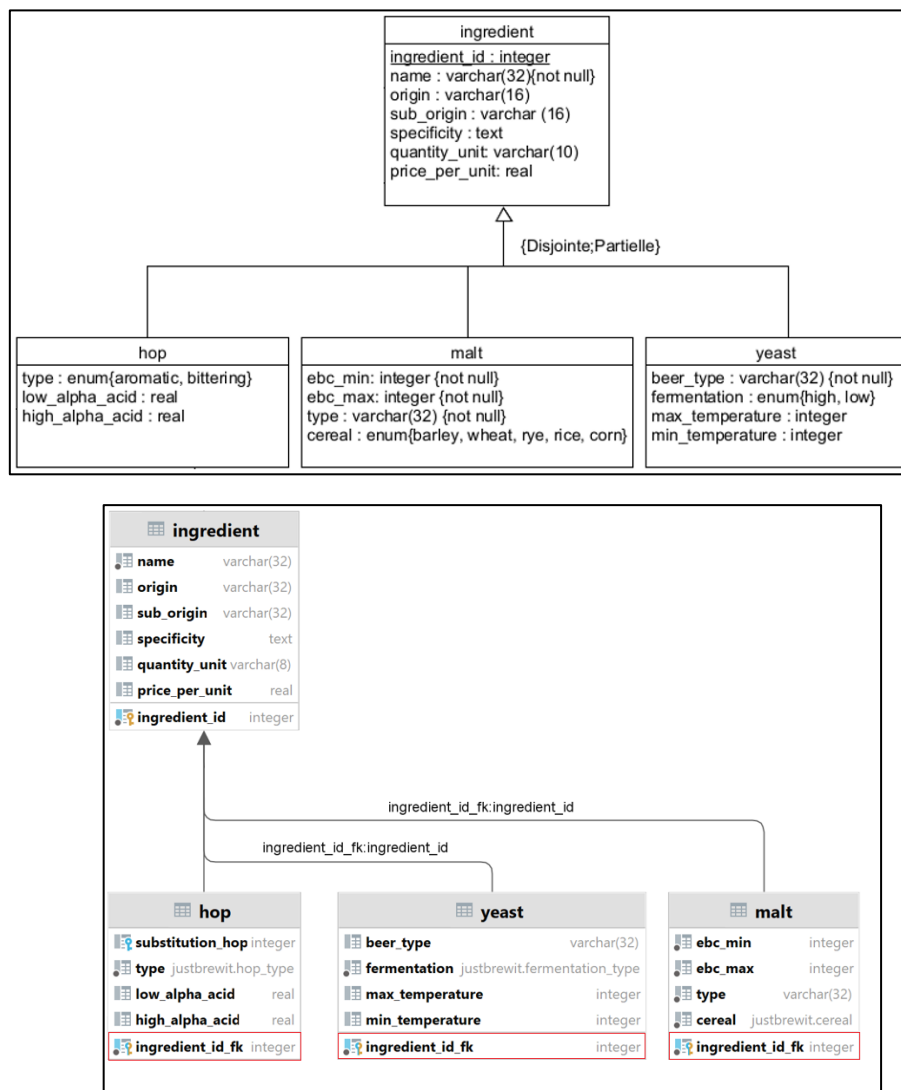 ingredient
ingredient_id : integer
name : varchar(32){not null}
origin : varchar(16)
sub_origin : varchar (16)
specificity : text
quantity_unit: varchar(10)
price_per_unit: real
{Disjointe;Partielle}
hop
type : enum{aromatic, bittering}
low_alpha_acid : real
high_alpha_acid : real
malt
ebc_min: integer {not null}
ebc_max: integer {not null}
type : varchar(32) {not null}
cereal : enum{barley, wheat, rye, rice, corn}
yeast
beer_type : varchar(32) {not null}
fermentation : enum{high, low}
max_temperature : integer
min_temperature : integer
ingredient
name varchar(32)
origin varchar(32)
sub_origin varchar(32)
specificity text
quantity_unit varchar(8)
price_per_unit real
ingredient_id integer
ingredient_id_fk:ingredient_id
ingredient_id_fk:ingredient_id
hop
substitution_hop integer
type justbrewit.hop_type
low_alpha_acid real
high_alpha_acid real
ingredient_id_fk integer
yeast
beer_type varchar(32)
fermentation justbrewit.fermentation_type
max_temperature integer
min_temperature integer
ingredient_id_fk integer
malt
ebc_min integer
ebc_max integer
type varchar(32)
cereal justbrewit.cereal
ingredient_id_fk integer